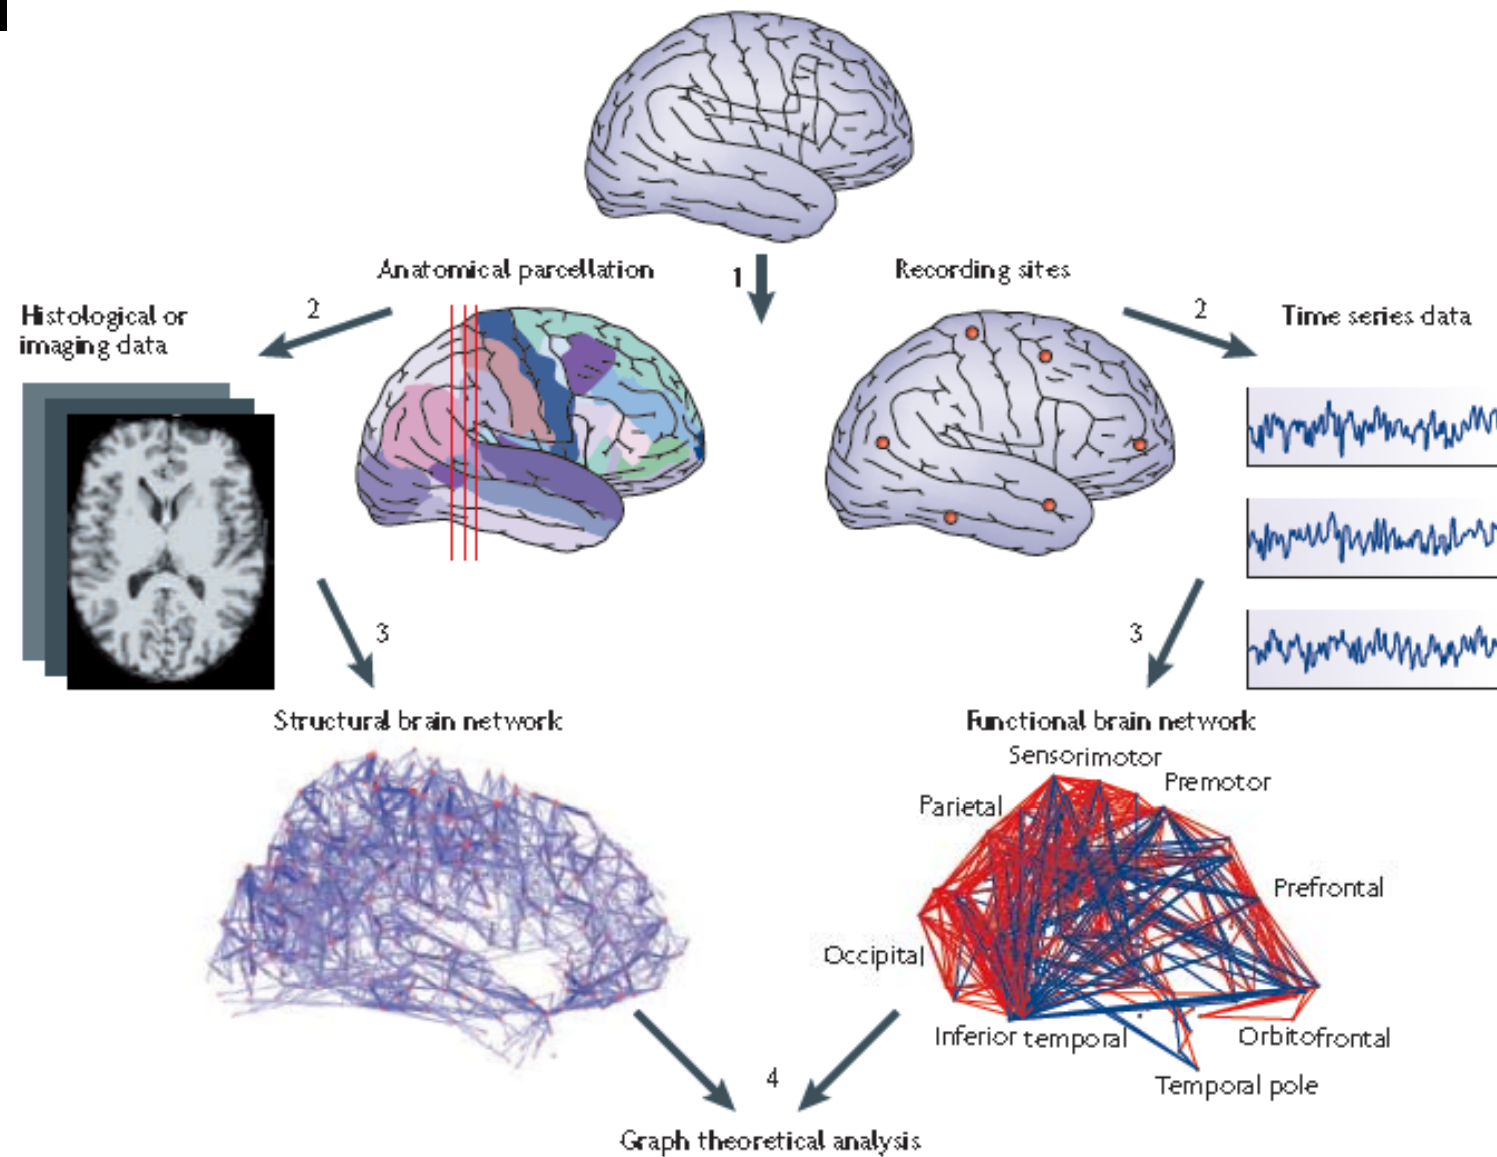 Anatomical parcellation
1
Recording sites
2
2
Histological or
imaging data
Time series data
3
3
Structural brain network
Functional brain network
Sensorimotor
Premotor
Parietal
Prefrontal
Occipital
Inferior temporal
Orbitofrontal
Temporal pole
4
Graph theoretical analysis